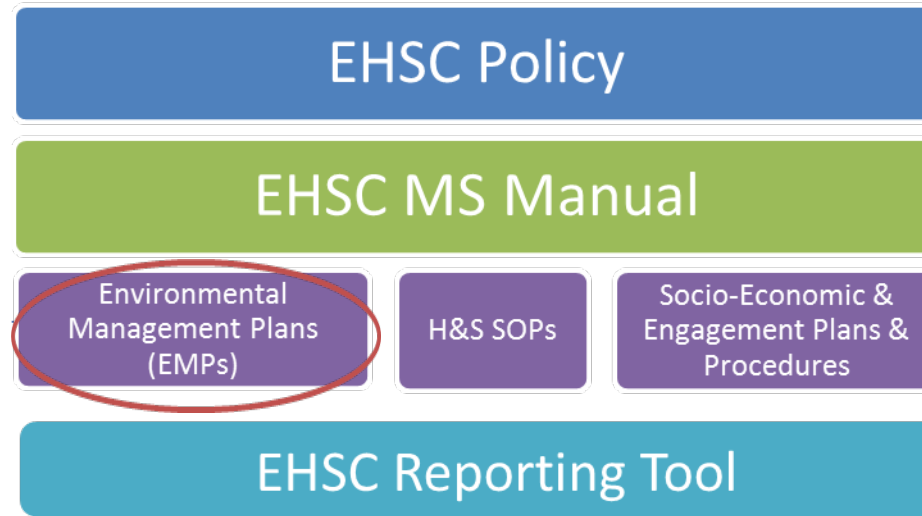 EHSC Policy
EHSC MS Manual
Environmental
Management Plans
(EMPs)
H&S SOPs
Socio-Economic &
Engagement Plans &
Procedures
EHSC Reporting Tool